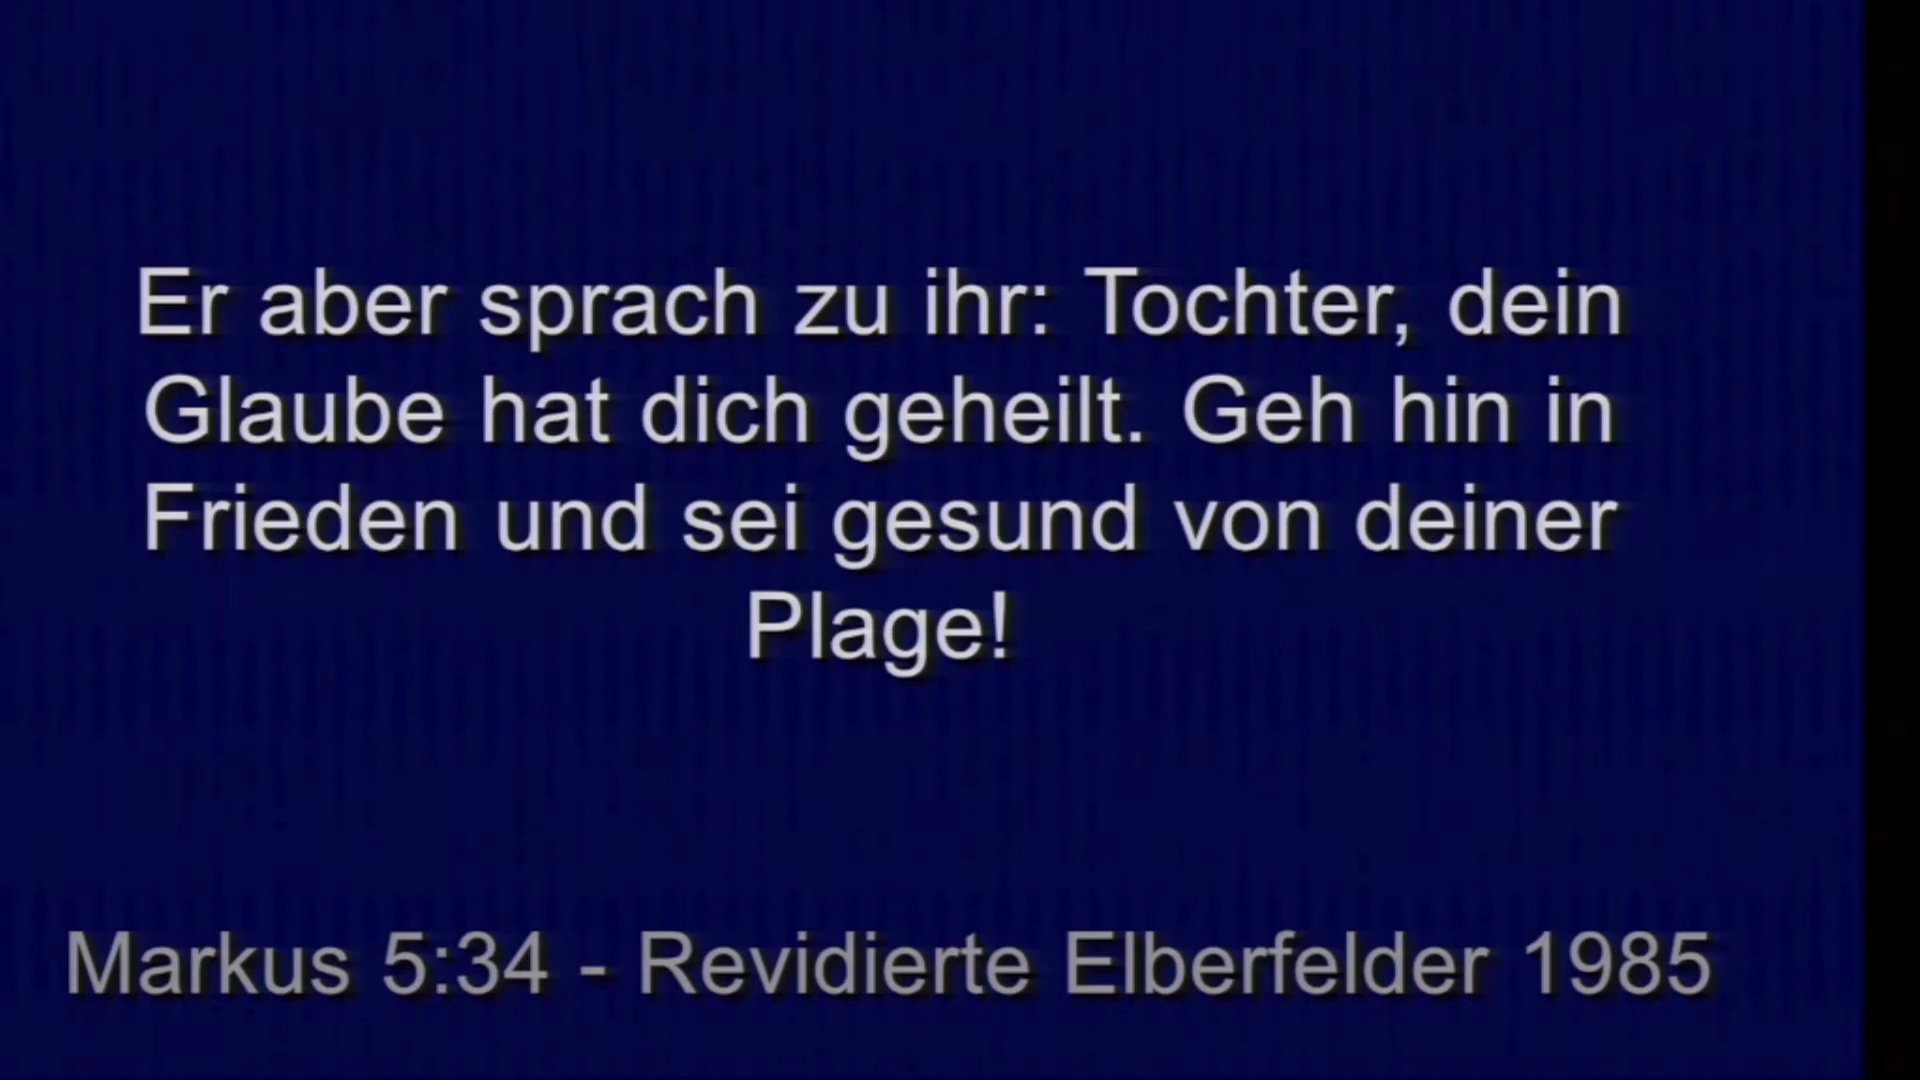 Er aber sprach zu ihr: Tochter, dein
Glaube hat dich geheilt. Geh hin in
Frieden und sei gesund von deiner
Plage!
Markus 5:34 - Revidierte Elberfelder 1985